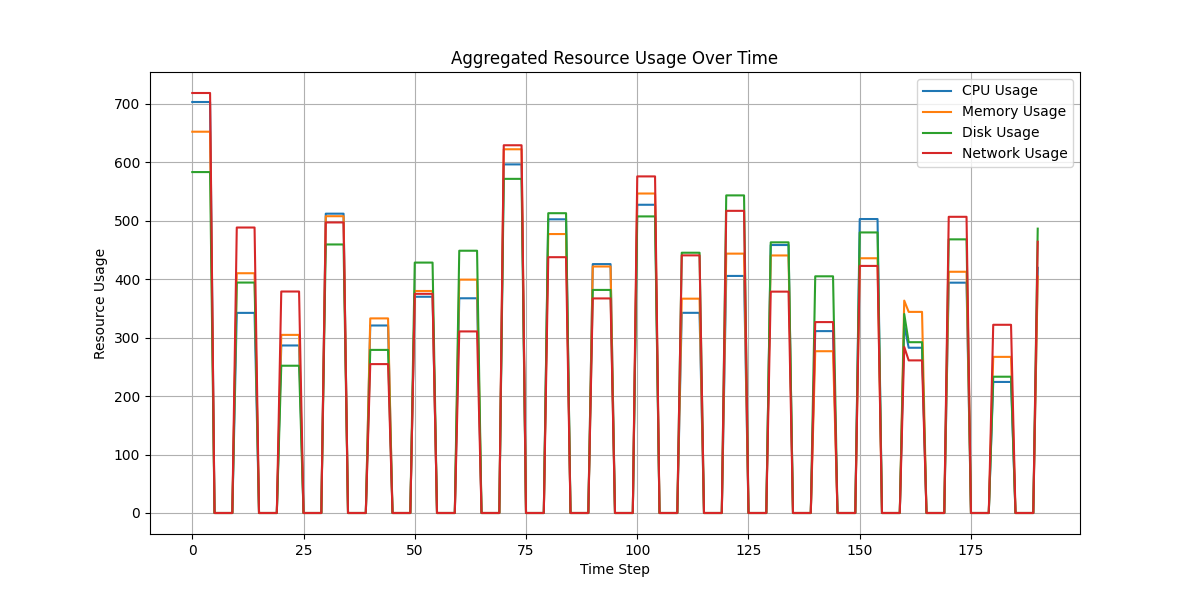 Aggregated Resource Usage Over Time
CPU Usage
Memory Usage
Disk Usage
Network Usage
Resource Usage
700
600
500
400
300
200
100
0
0 25 50 75 100 125 150 175
Time Step